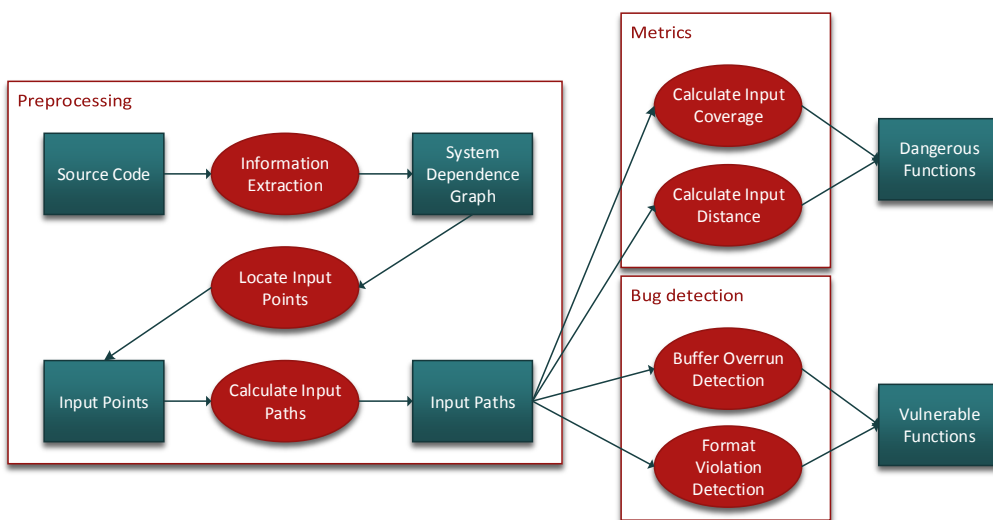 Preprocessing
Source Code
Information
Extraction
System
Dependence
Graph
Locate Input
Points
Input Points
Calculate Input
Paths
Input Paths
Metrics
Calculate Input
Coverage
Calculate Input
Distance
Dangerous
Functions
Bug detection
Buffer Overrun
Detection
Format
Violation
Detection
Vulnerable
Functions